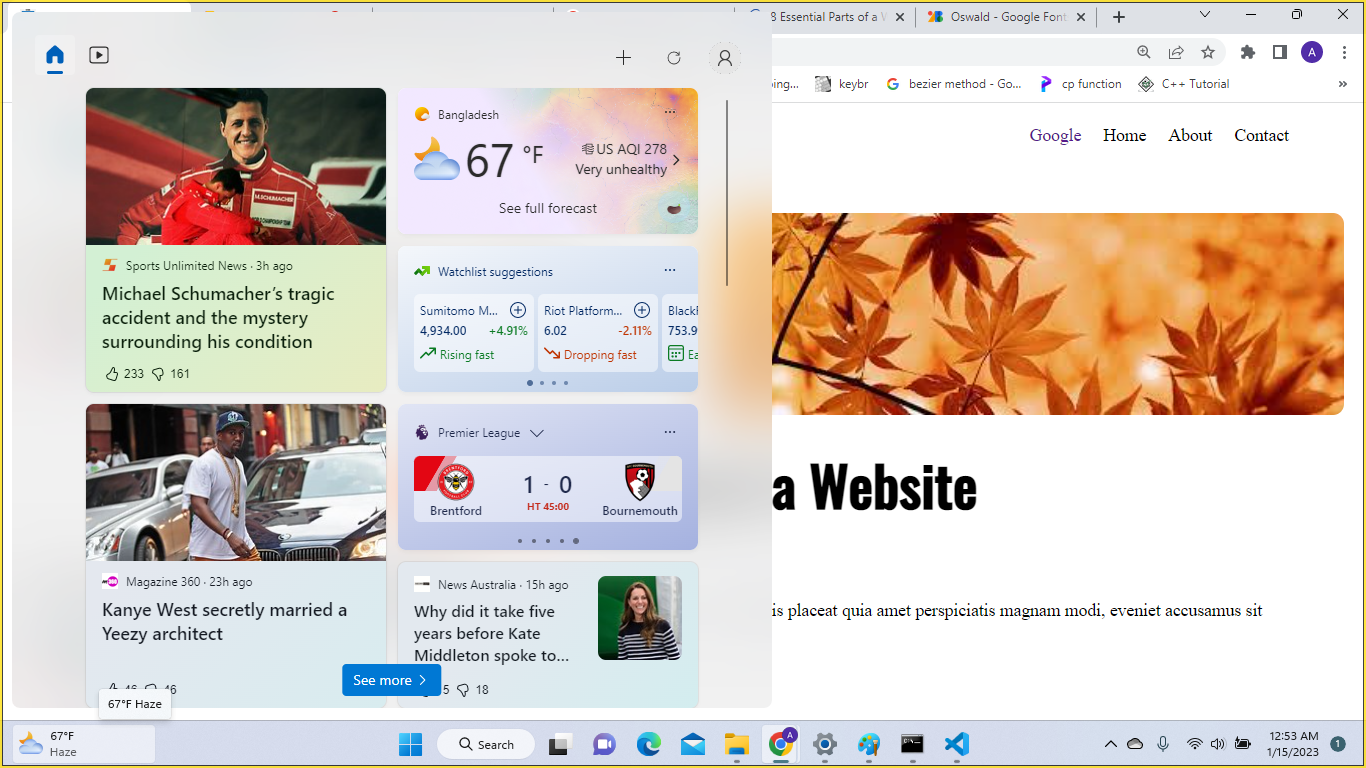 8 Essential Parts of a W
Oswald - Google Font
A
ping...
keybr
bezier method - Go...
cp function
C++ Tutorial
»
Google
Home
About
Contact
a Website
is placeat quia amet perspiciatis magnam modi, eveniet accusamus sit
Sports Unlimited News · 3h ago
Michael Schumacher's tragic
accident and the mystery
surrounding his condition
233
161
Bangladesh
67 °F
US AQI 278
Very unhealthy
See full forecast
Watchlist suggestions
Sumitomo M...
4,934.00
+4.91%
Rising fast
Riot Platform...
6.02
-2.11%
Dropping fast
BlackR
753.9
Ea
Premier League
1 - 0
HT 45:00
Brentford
Bournemouth
Magazine 360 · 23h ago
Kanye West secretly married a
Yeezy architect
46
46
News Australia · 15h ago
Why did it take five
years before Kate
Middleton spoke to...
5
18
See more
67°F Haze
67°F
Haze
Search
A
12:53 AM
1/15/2023
1